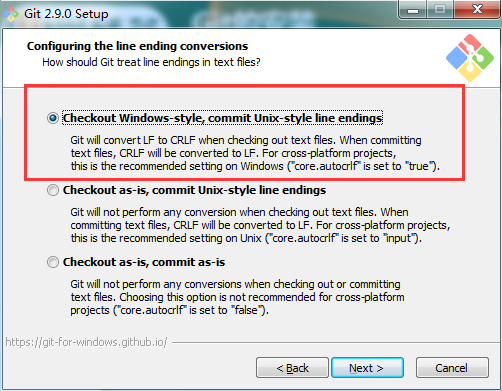 Git 2.9.0 Setup
Configuring the line ending conversions
How should Git treat line endings in text files?
Checkout Windows-style, commit Unix-style line endings
Git will convert LF to CRLF when checking out text files. When committing
text files, CRLF will be converted to LF. For cross-platform projects,
this is the recommended setting on Windows ("core.autocrlf" is set to "true").
Checkout as-is, commit Unix-style line endings
Git will not perform any conversion when checking out text files. When
committing text files, CRLF will be converted to LF. For cross-platform projects,
this is the recommended setting on Unix ("core.autocrlf" is set to "input").
Checkout as-is, commit as-is
Git will not perform any conversions when checking out or committing
text files. Choosing this option is not recommended for cross-platform
projects ("core.autocrlf" is set to "false").
https://git-for-windows.github.io/
< Back
Next >
Cancel